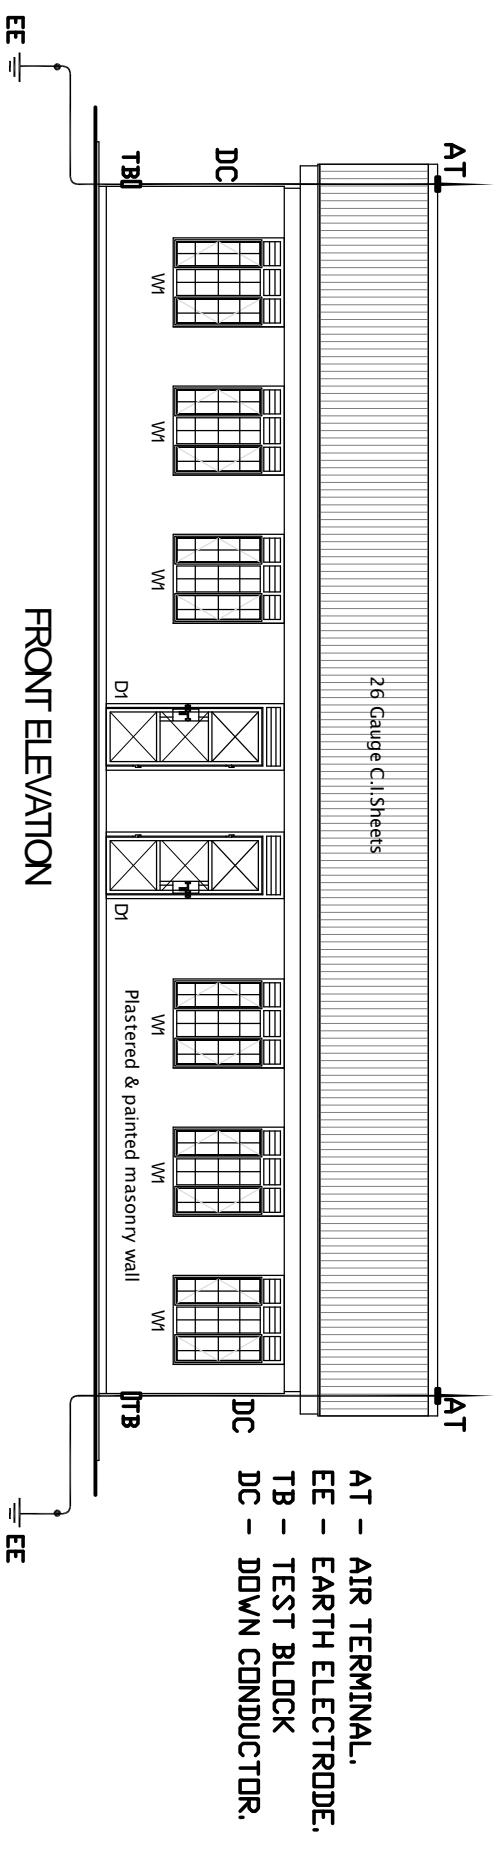 AT
AT
26 Gauge C.I.Sheets
DC
DC
W1
W1
W1
W1
W1
W1
TB
D1
D1
Plastered & painted masonry wall
TB
EE
EE
FRONT ELEVATION
AT - AIR TERMINAL.
EE - EARTH ELECTRODE.
TB - TEST BLOCK
DC - DOWN CONDUCTOR.